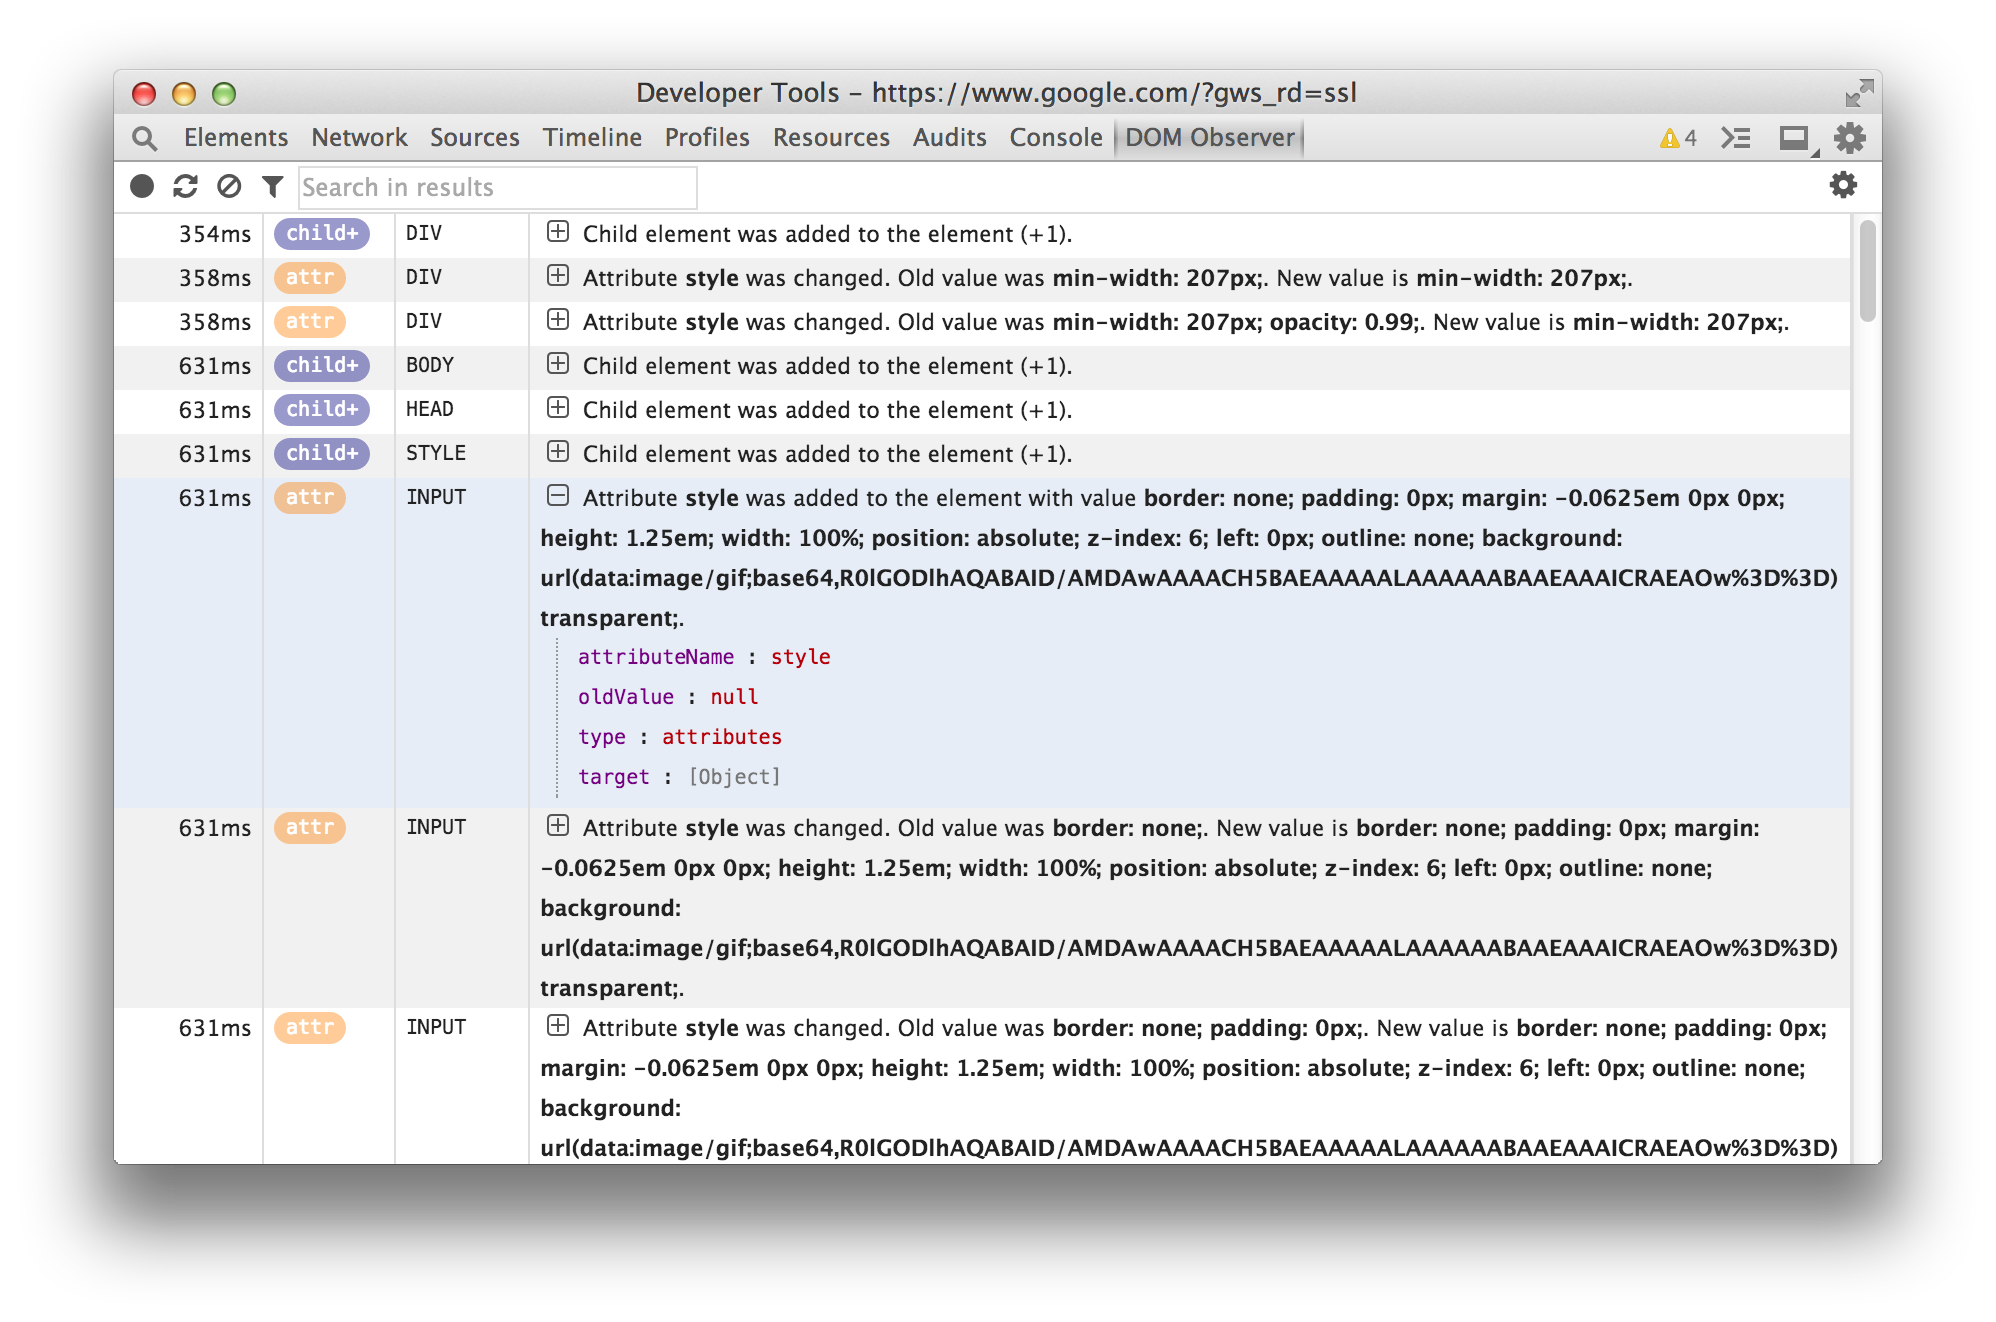 Developer Tools – https://www.google.com/?gws_rd=ssl
Elements Network Sources Timeline Profiles Resources Audits Console DOM Observer 4
Search in results
354ms child+ DIV Child element was added to the element (+1).
358ms attr DIV Attribute style was changed. Old value was min-width: 207px;. New value is min-width: 207px;.
358ms attr DIV Attribute style was changed. Old value was min-width: 207px; opacity: 0.99;. New value is min-width: 207px;.
631ms child+ BODY Child element was added to the element (+1).
631ms child+ HEAD Child element was added to the element (+1).
631ms child+ STYLE Child element was added to the element (+1).
631ms attr INPUT Attribute style was added to the element with value border: none; padding: 0px; margin: -0.0625em 0px 0px;
height: 1.25em; width: 100%; position: absolute; z-index: 6; left: 0px; outline: none; background:
url(data:image/gif;base64,R0lGODlhAQABAID/AMDAwAAAACH5BAEAAAAALAAAAAABAAEAAAICRAEAOw%3D%3D)
transparent;.
attributeName : style
oldValue : null
type : attributes
target : [Object]
631ms attr INPUT Attribute style was changed. Old value was border: none;. New value is border: none; padding: 0px; margin:
-0.0625em 0px 0px; height: 1.25em; width: 100%; position: absolute; z-index: 6; left: 0px; outline: none;
background:
url(data:image/gif;base64,R0lGODlhAQABAID/AMDAwAAAACH5BAEAAAAALAAAAAABAAEAAAICRAEAOw%3D%3D)
transparent;.
631ms attr INPUT Attribute style was changed. Old value was border: none; padding: 0px;. New value is border: none; padding: 0px;
margin: -0.0625em 0px 0px; height: 1.25em; width: 100%; position: absolute; z-index: 6; left: 0px; outline: none;
background:
url(data:image/gif;base64,R0lGODlhAQABAID/AMDAwAAAACH5BAEAAAAALAAAAAABAAEAAAICRAEAOw%3D%3D)